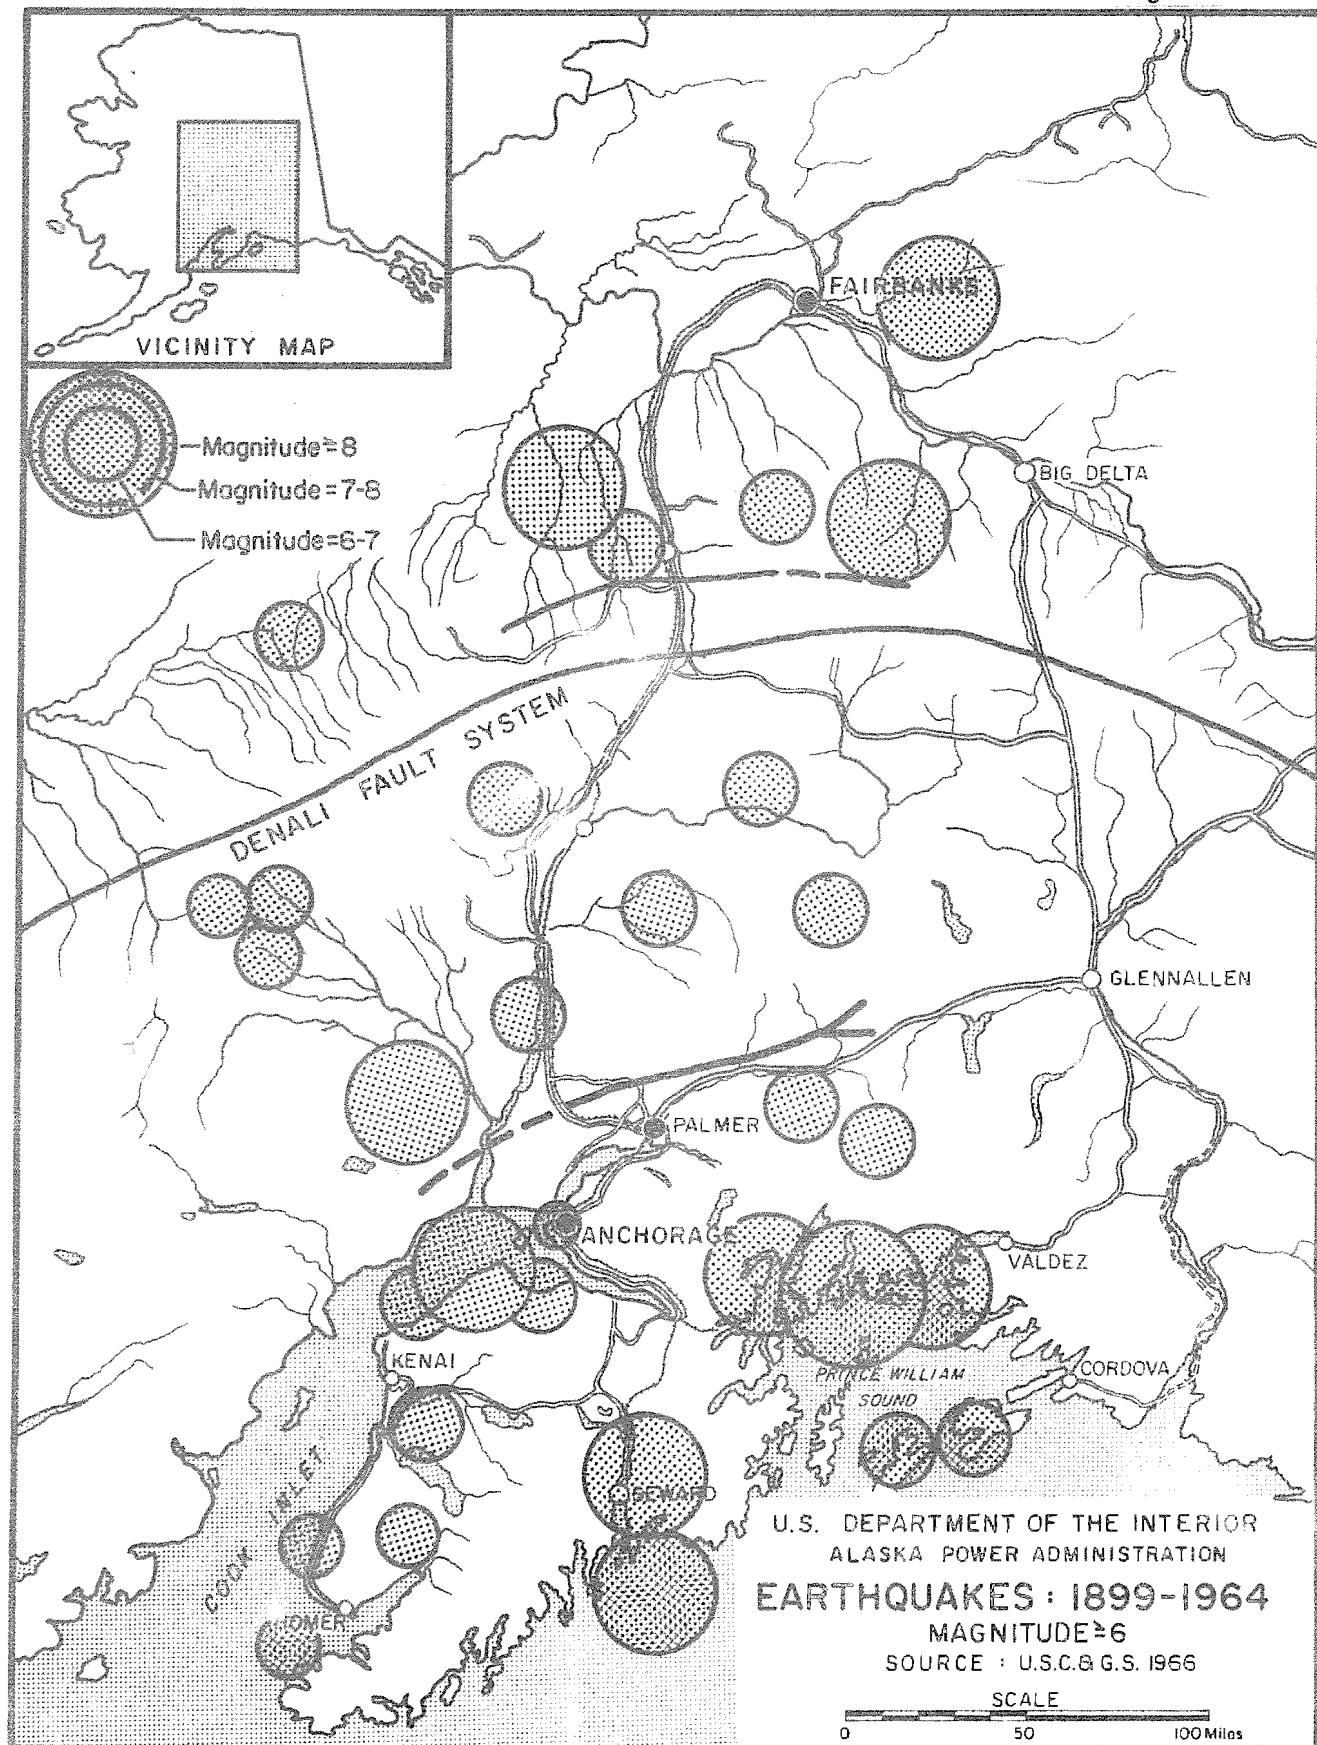 VICINITY MAP
Magnitude ≥ 8
Magnitude = 7-8
Magnitude=6-7
FAIRBANKS
BIG DELTA
DENALI FAULT SYSTEM
GLENNALLEN
PALMER
ANCHORAGE
VALDEZ
KENAI
PRINCE WILLIAM
SOUND
CORDOVA
SEWARD
COOK INLET
HOMER
U.S. DEPARTMENT OF THE INTERIOR
ALASKA POWER ADMINISTRATION
EARTHQUAKES : 1899-1964
MAGNITUDE ≥ 6
SOURCE : U.S.C.& G.S. 1966
SCALE
0 50 100 Miles